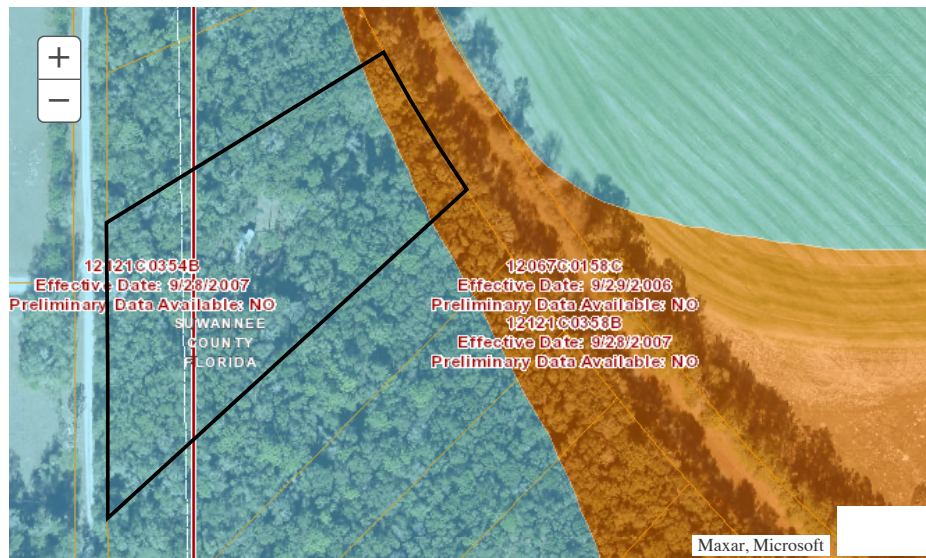 +
−
12121C0354B
Effective Date: 9/28/2007
Preliminary Data Available: NO
SUWANNEE
COUNTY
FLORIDA
12067C0158C
Effective Date: 9/29/2006
Preliminary Data Available: NO
12121C0358B
Effective Date: 9/28/2007
Preliminary Data Available: NO
Maxar, Microsoft